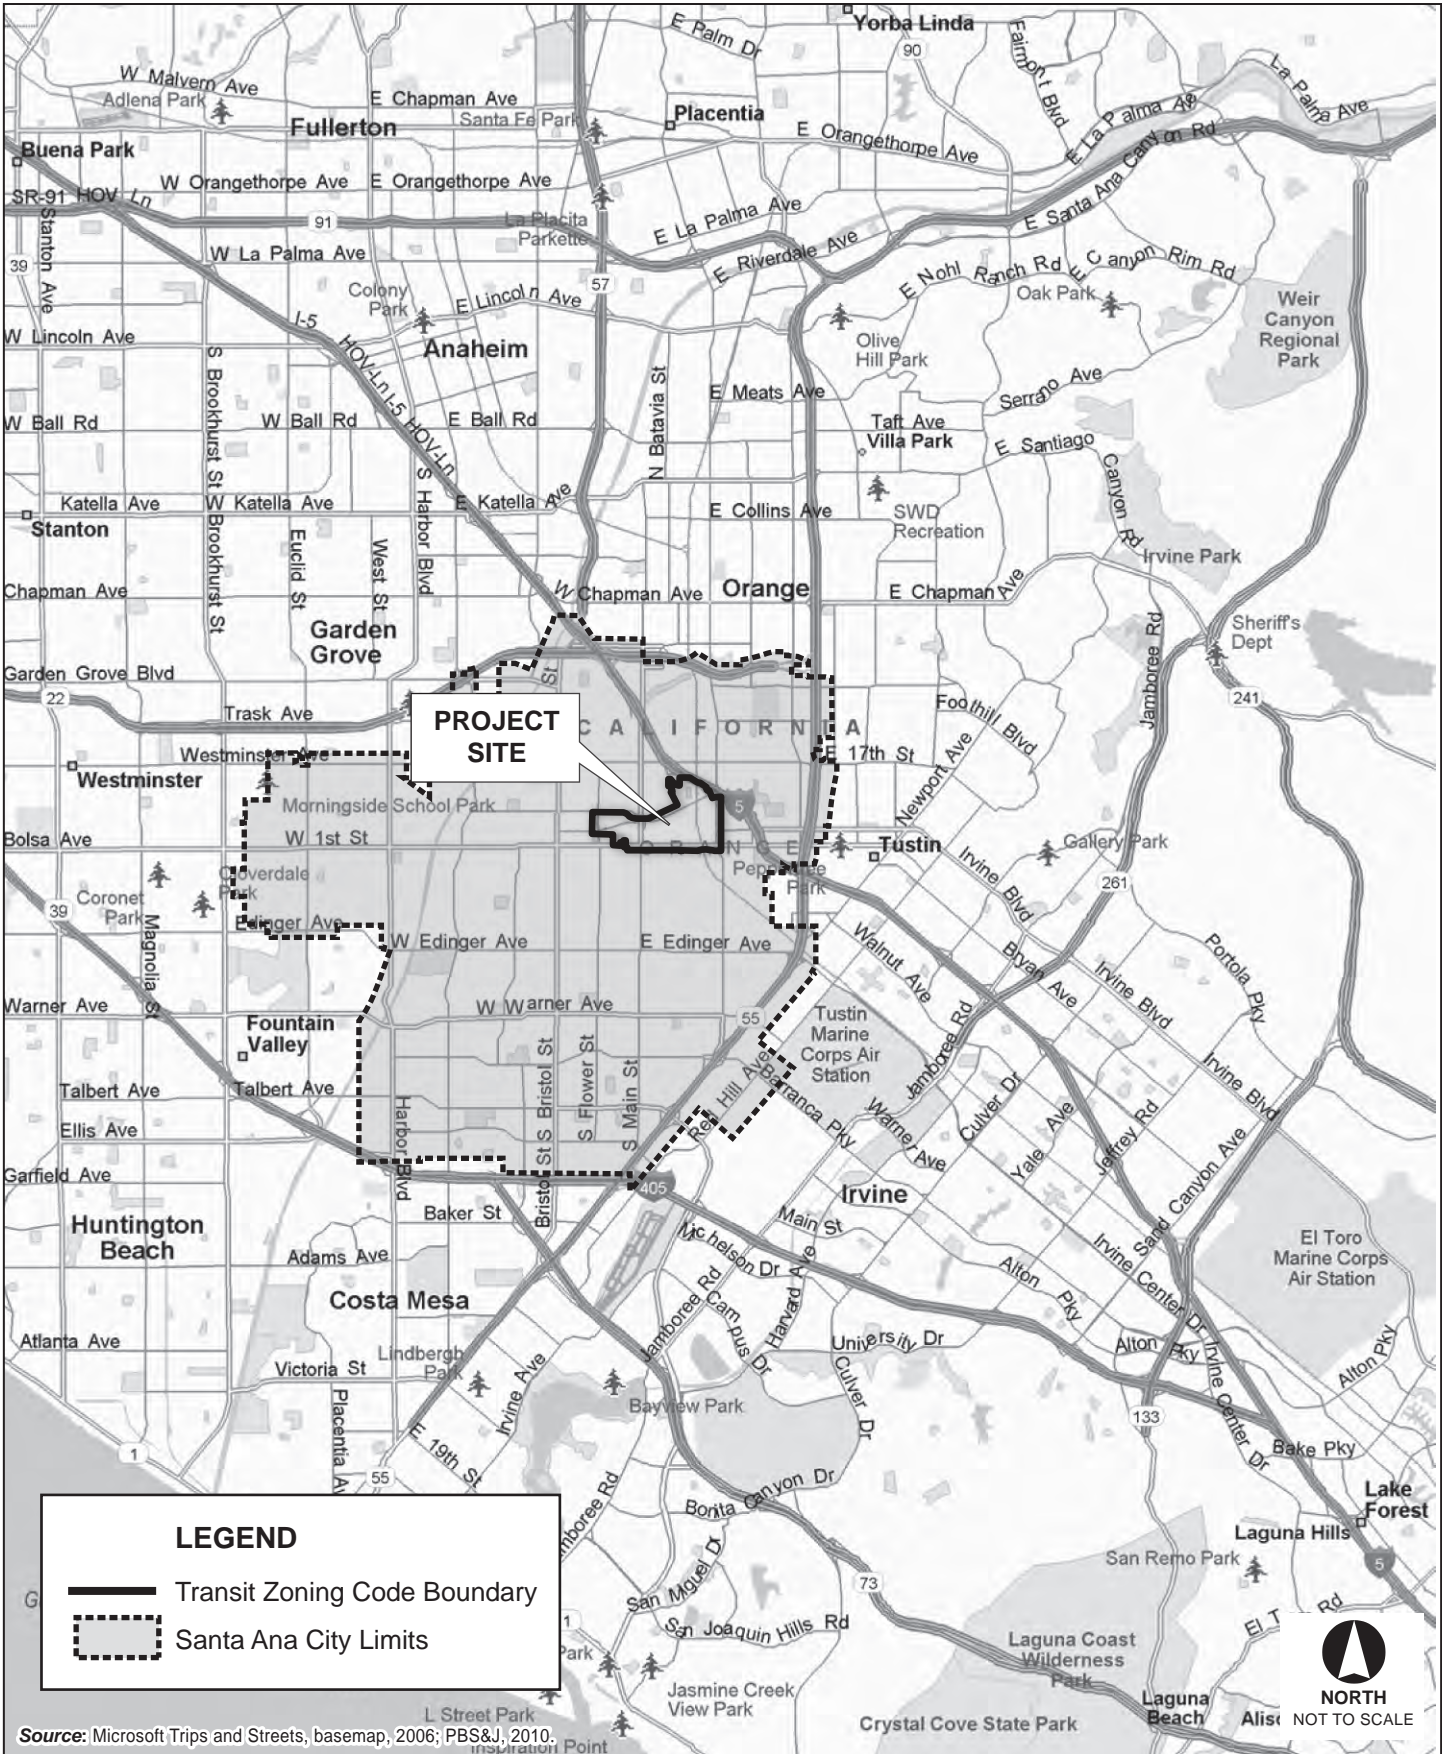 Yorba Linda
E Palm Dr
90
Fairmont Blvd
La Palma Ave
W Malvern Ave
Adlena Park
E Chapman Ave
Santa Fe Park
Placentia
E La Palma Ave
Fullerton
E Orangethorpe Ave
E Santa Ana Canyon Rd
Buena Park
W Orangethorpe Ave
E Orangethorpe Ave
SR-91 HOV Ln
91
La Placita
Parkette
E La Palma Ave
Stanton Ave
W La Palma Ave
E Riverdale Ave
39
57
E Nohl Ranch Rd
E Canyon Rim Rd
Oak Park
Colony
Park
E Lincoln Ave
Weir
Canyon
Regional
Park
I-5
HOV-Ln
I-5 HOV-Ln
W Lincoln Ave
Anaheim
Olive
Hill Park
S Brookhurst St
N Batavia St
E Meats Ave
Serrano Ave
W Ball Rd
W Ball Rd
E Ball Rd
Taft Ave
Villa Park
E Santiago
Canyon Rd
S Harbor Blvd
Katella Ave
W Katella Ave
E Katella Ave
E Collins Ave
SWD
Recreation
Stanton
Brookhurst St
Euclid St
West St
Irvine Park
Chapman Ave
W Chapman Ave
Orange
E Chapman Ave
Garden
Grove
Jamboree Rd
Sheriff's
Dept
Garden Grove Blvd
St
22
241
Trask Ave
PROJECT
SITE
CALIFORNIA
Foothill Blvd
Westminster Ave
E 17th St
Westminster
Newport Ave
Morningside School Park
5
Bolsa Ave
W 1st St
ORANGE
Tustin
Gallery Park
Cloverdale
Park
Peppertree
Park
Irvine Blvd
261
Coronet
Park
39
Magnolia St
Edinger Ave
W Edinger Ave
E Edinger Ave
Walnut Ave
Bryan Ave
Irvine Blvd
Portola Pky
Warner Ave
W Warner Ave
55
Tustin
Marine
Corps Air
Station
Jamboree Rd
Fountain
Valley
S Bristol St
S Flower St
S Main St
Red Hill Ave
Barranca Pky
Warner Ave
Culver Dr
Yale Ave
Jeffrey Rd
Irvine Blvd
Talbert Ave
Talbert Ave
Harbor Blvd
Ellis Ave
Garfield Ave
Sand Canyon Ave
405
Irvine
Bristol St
Huntington
Beach
Baker St
Main St
Adams Ave
Michelson Dr
Harvard Ave
Alton Pky
Irvine Center Dr
El Toro
Marine Corps
Air Station
Costa Mesa
Jamboree Rd
Campus Dr
University Dr
Atlanta Ave
Alton Pky
Alton Pky
Victoria St
Lindbergh
Park
Irvine Ave
Culver Dr
Irvine Center Dr
Placentia Av
Bayview Park
133
1
E 19th St
55
Bake Pky
Bonita Canyon Dr
Lake
Forest
Laguna Hills
LEGEND
Transit Zoning Code Boundary
Santa Ana City Limits
mboree Rd
San Miguel Dr
73
San Remo Park
5
G
1
San Joaquin Hills Rd
El T
Rd
Park
Laguna Coast
Wilderness
Park
Jasmine Creek
View Park
L Street Park
Crystal Cove State Park
Laguna
Beach
Aliso
NORTH
NOT TO SCALE
Source: Microsoft Trips and Streets, basemap, 2006; PBS&J, 2010.
Inspiration Point